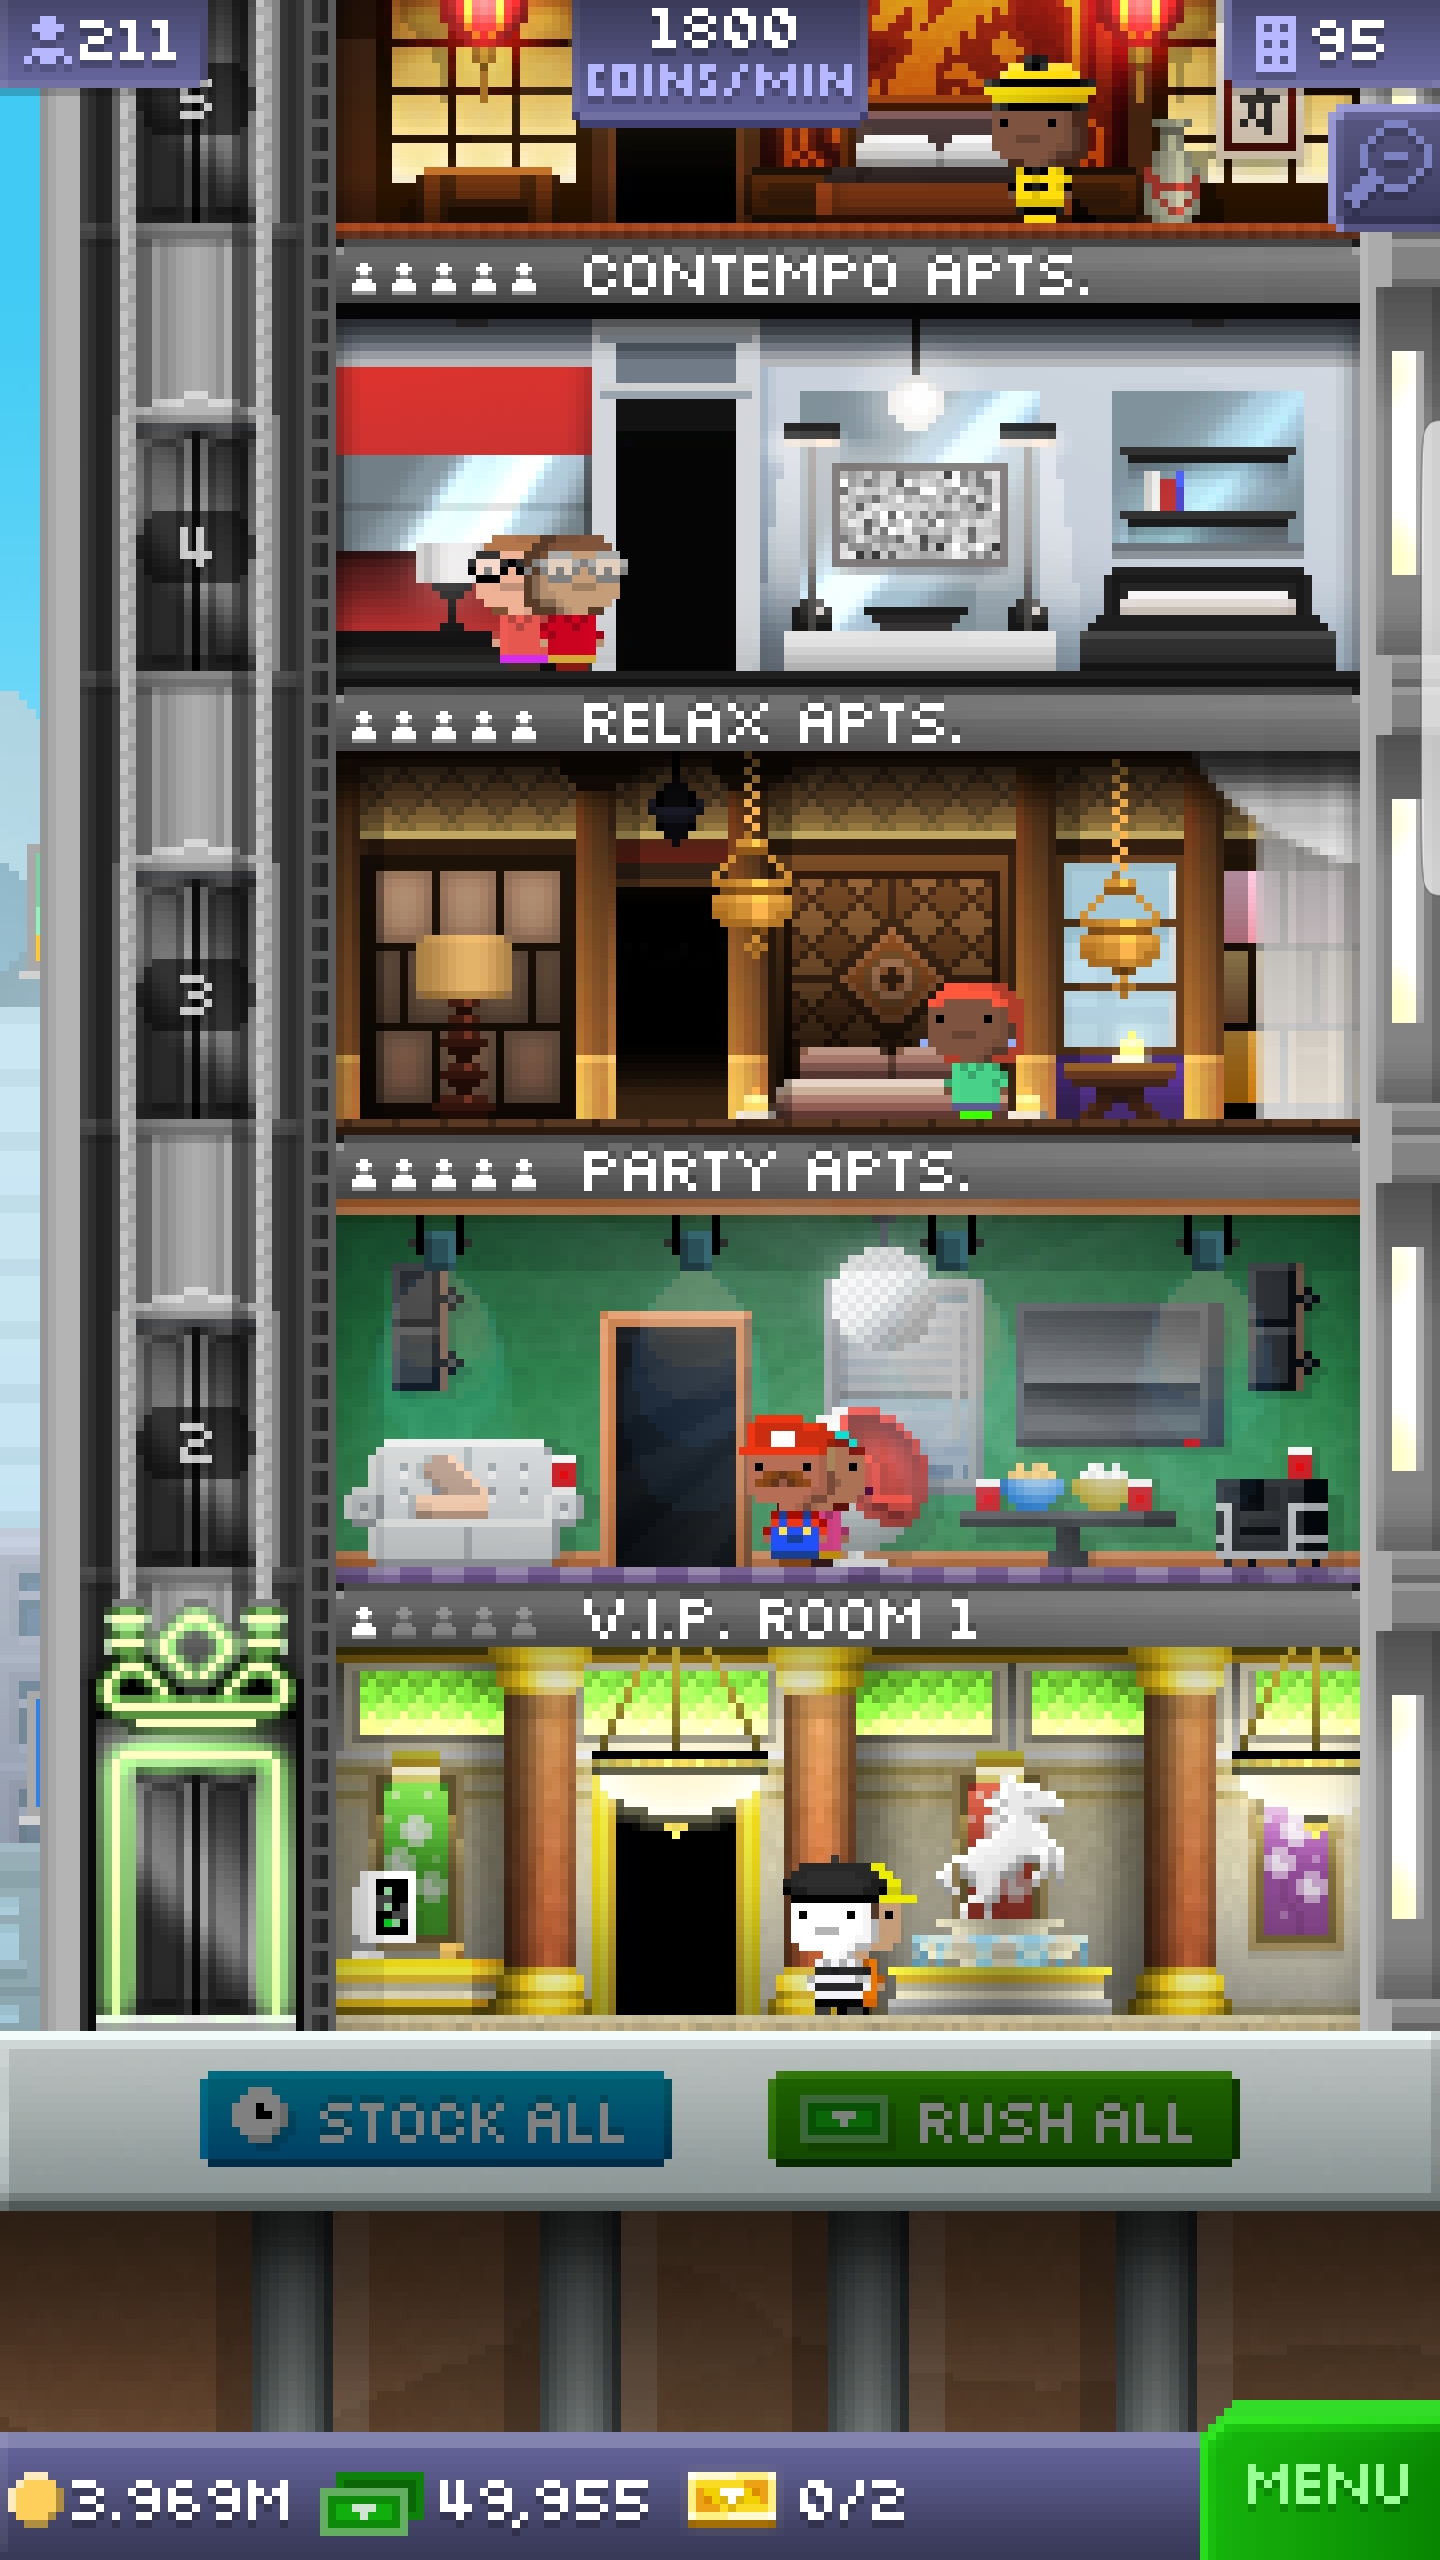 211
1800
COINS/MIN
95
5
CONTEMPO APTS.
4
RELAX APTS.
3
PARTY APTS.
2
V.I.P. ROOM 1
STOCK ALL
RUSH ALL
3.969M
49,955
0/2
MENU